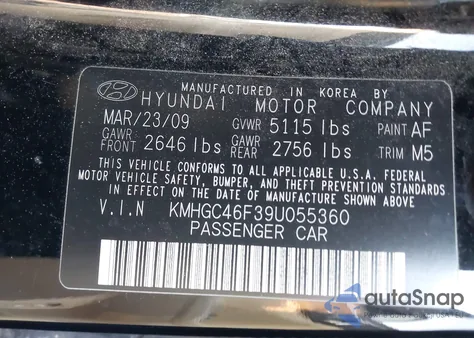 MANUFACTURED IN KOREA BY
HYUNDAI MOTOR COMPANY
MAR/23/09 GVWR 5115 lbs PAINT AF
GAWR FRONT 2646 lbs GAWR REAR 2756 lbs TRIM M5
THIS VEHICLE CONFORMS TO ALL APPLICABLE FEDERAL
MOTOR VEHICLE SAFETY, BUMPER, AND THEFT PREVENTION STANDARDS
IN EFFECT ON THE DATE OF MANUFACTURE SHOWN ABOVE.
V.I.N KMHGC46F39U055360
PASSENGER CAR
autoSnap